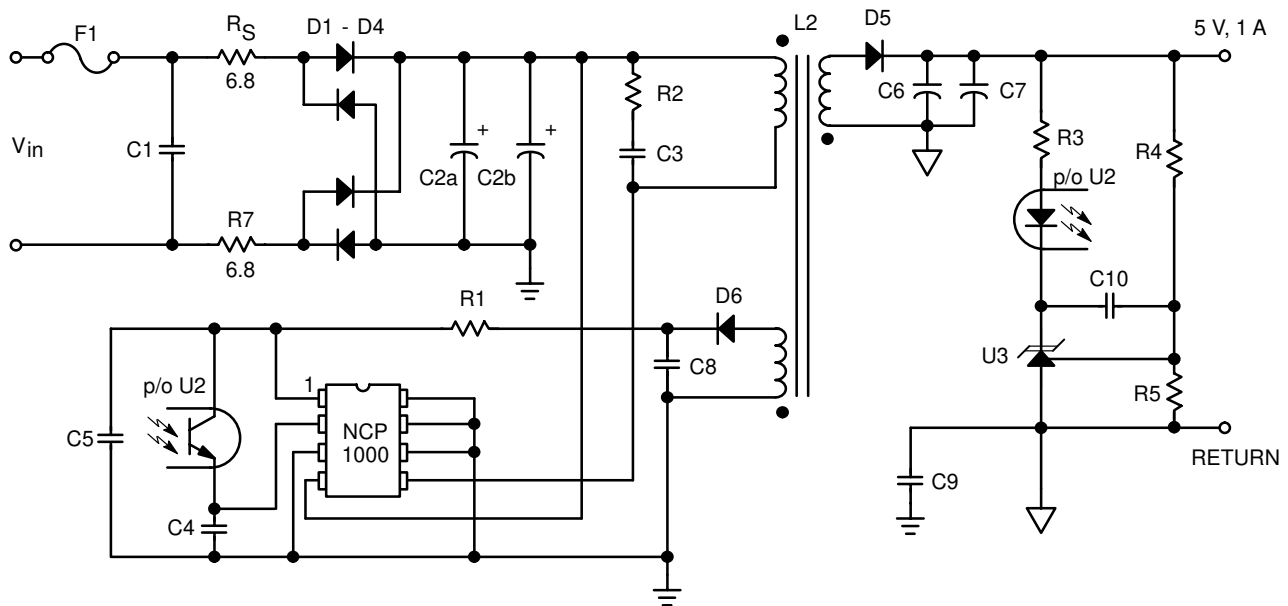 F1
RS
6.8
D1 - D4
L2
D5
5 V, 1 A
Vin
C1
C2a
+
C2b
+
R2
C3
C6
C7
R3
R4
p/o U2
R7
6.8
R1
D6
C8
C10
U3
R5
p/o U2
1
NCP
1000
C5
C4
C9
RETURN